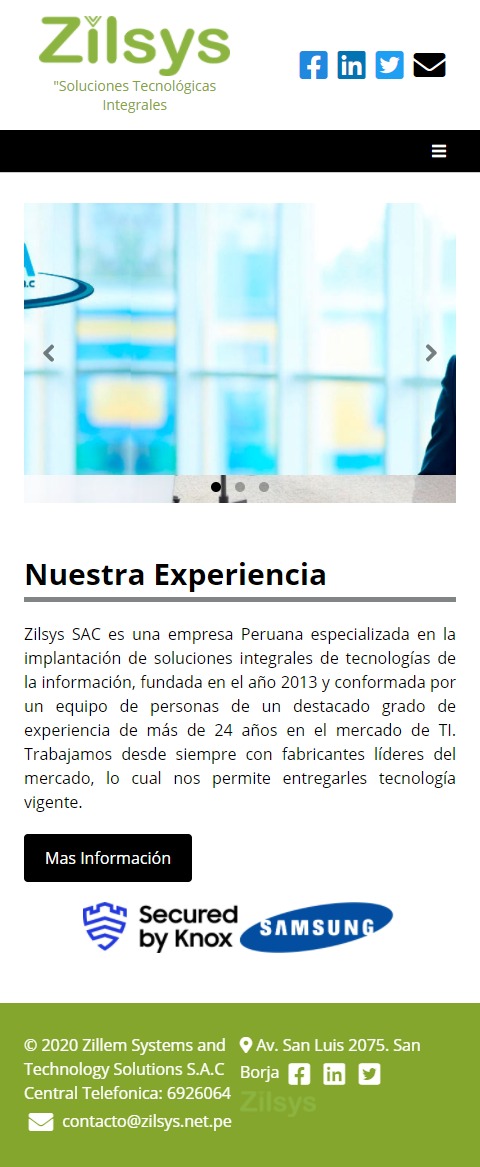 Zilsys
"Soluciones Tecnológicas
Integrales
Nuestra Experiencia
Zilsys SAC es una empresa Peruana especializada en la
implantación de soluciones integrales de tecnologías de
la información, fundada en el año 2013 y conformada por
un equipo de personas de un destacado grado de
experiencia de más de 24 años en el mercado de TI.
Trabajamos desde siempre con fabricantes líderes del
mercado, lo cual nos permite entregarles tecnología
vigente.
Mas Información
Secured
by Knox
SAMSUNG
© 2020 Zillem Systems and
Technology Solutions S.A.C
Central Telefonica: 6926064
contacto@zilsys.net.pe
Av. San Luis 2075. San
Borja
Zilsys